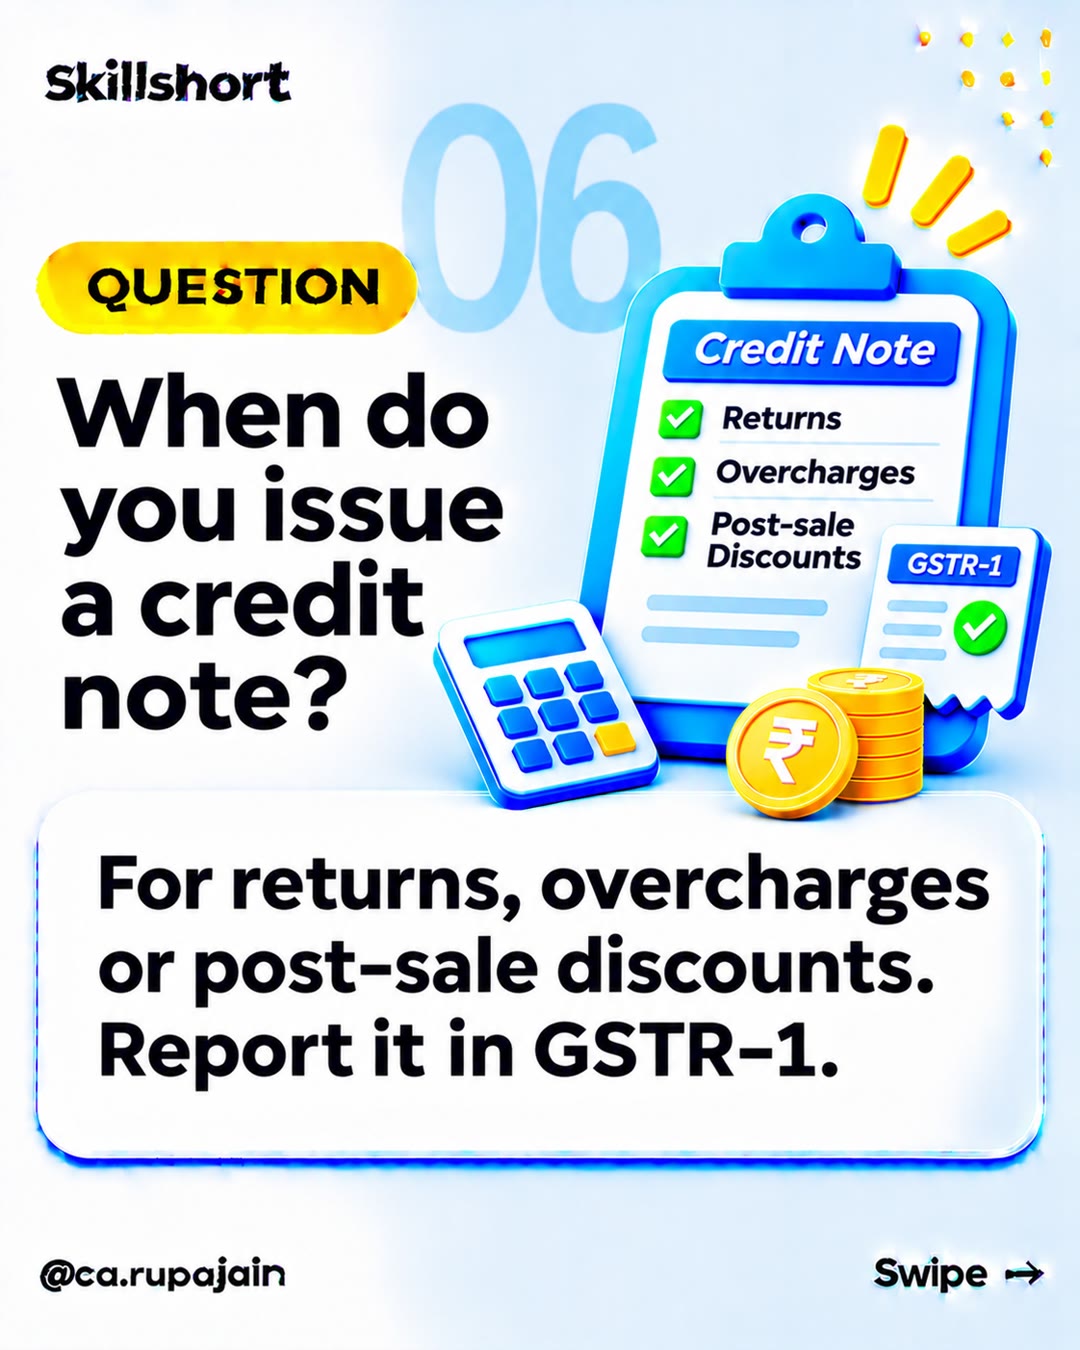 Skillshort
06
QUESTION
When do
you issue
a credit
note?
Credit Note
Returns
Overcharges
Post-sale
Discounts
GSTR-1
₹
₹
For returns, overcharges
or post-sale discounts.
Report it in GSTR-1.
@ca.rupajain
Swipe →